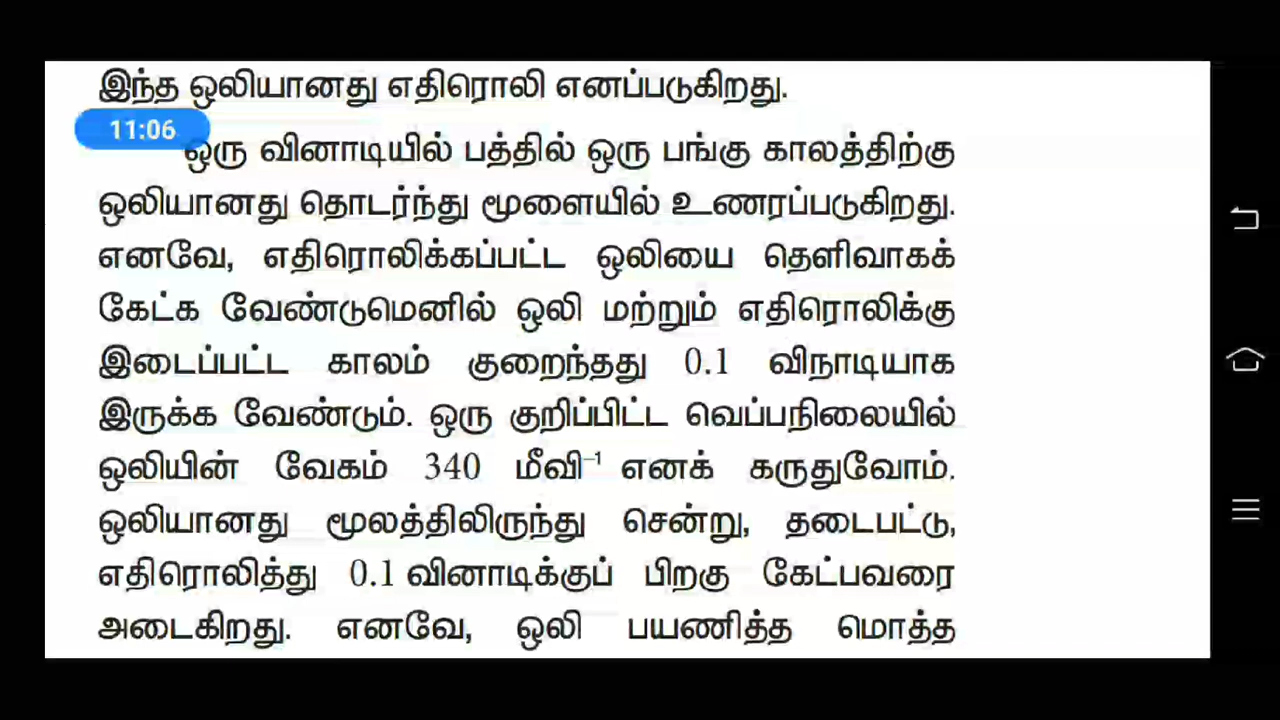 இந்த ஒலியானது எதிரொலி எனப்படுகிறது.
11:06
ஒரு வினாடியில் பத்தில் ஒரு பங்கு காலத்திற்கு
ஒலியானது தொடர்ந்து மூளையில் உணரப்படுகிறது.
எனவே, எதிரொலிக்கப்பட்ட ஒலியை தெளிவாகக்
கேட்க வேண்டுமெனில் ஒலி மற்றும் எதிரொலிக்கு
இடைப்பட்ட காலம் குறைந்தது 0.1 விநாடியாக
இருக்க வேண்டும். ஒரு குறிப்பிட்ட வெப்பநிலையில்
ஒலியின் வேகம் 340 மீவி⁻¹ எனக் கருதுவோம்.
ஒலியானது மூலத்திலிருந்து சென்று, தடைபட்டு,
எதிரொலித்து 0.1 வினாடிக்குப் பிறகு கேட்பவரை
அடைகிறது. எனவே, ஒலி பயணித்த மொத்த